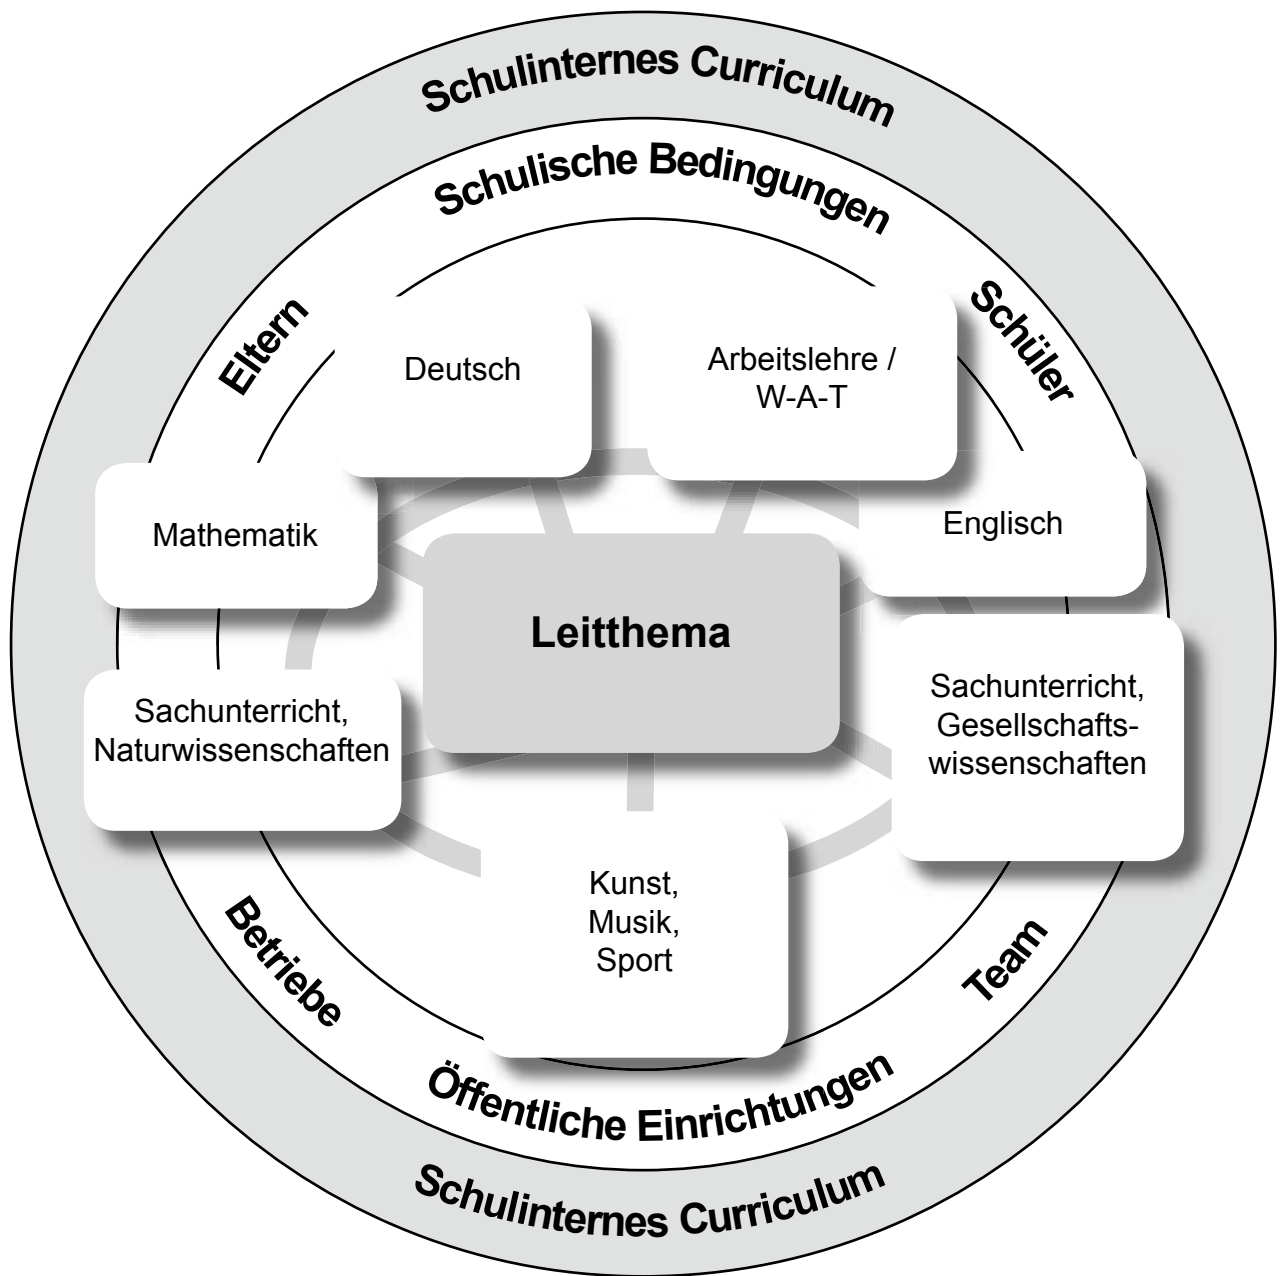 Schulinternes Curriculum
Schulische Bedingungen
Eltern
Schüler
Deutsch
Arbeitslehre /
W-A-T
Mathematik
Englisch
Leitthema
Sachunterricht,
Naturwissenschaften
Sachunterricht,
Gesellschafts-
wissenschaften
Kunst,
Musik,
Sport
Betriebe
Team
Öffentliche Einrichtungen
Schulinternes Curriculum